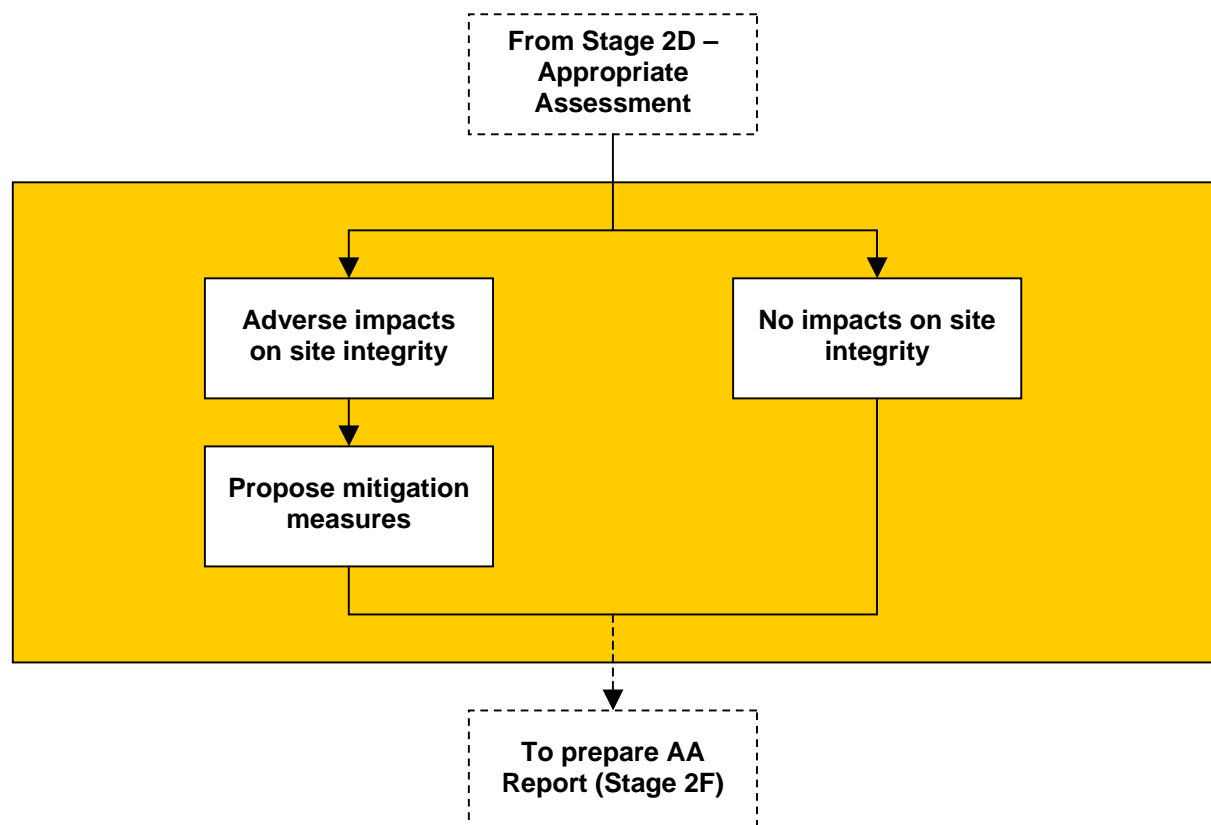 From Stage 2D –
Appropriate
Assessment
Adverse impacts
on site integrity
No impacts on site
integrity
Propose mitigation
measures
To prepare AA
Report (Stage 2F)